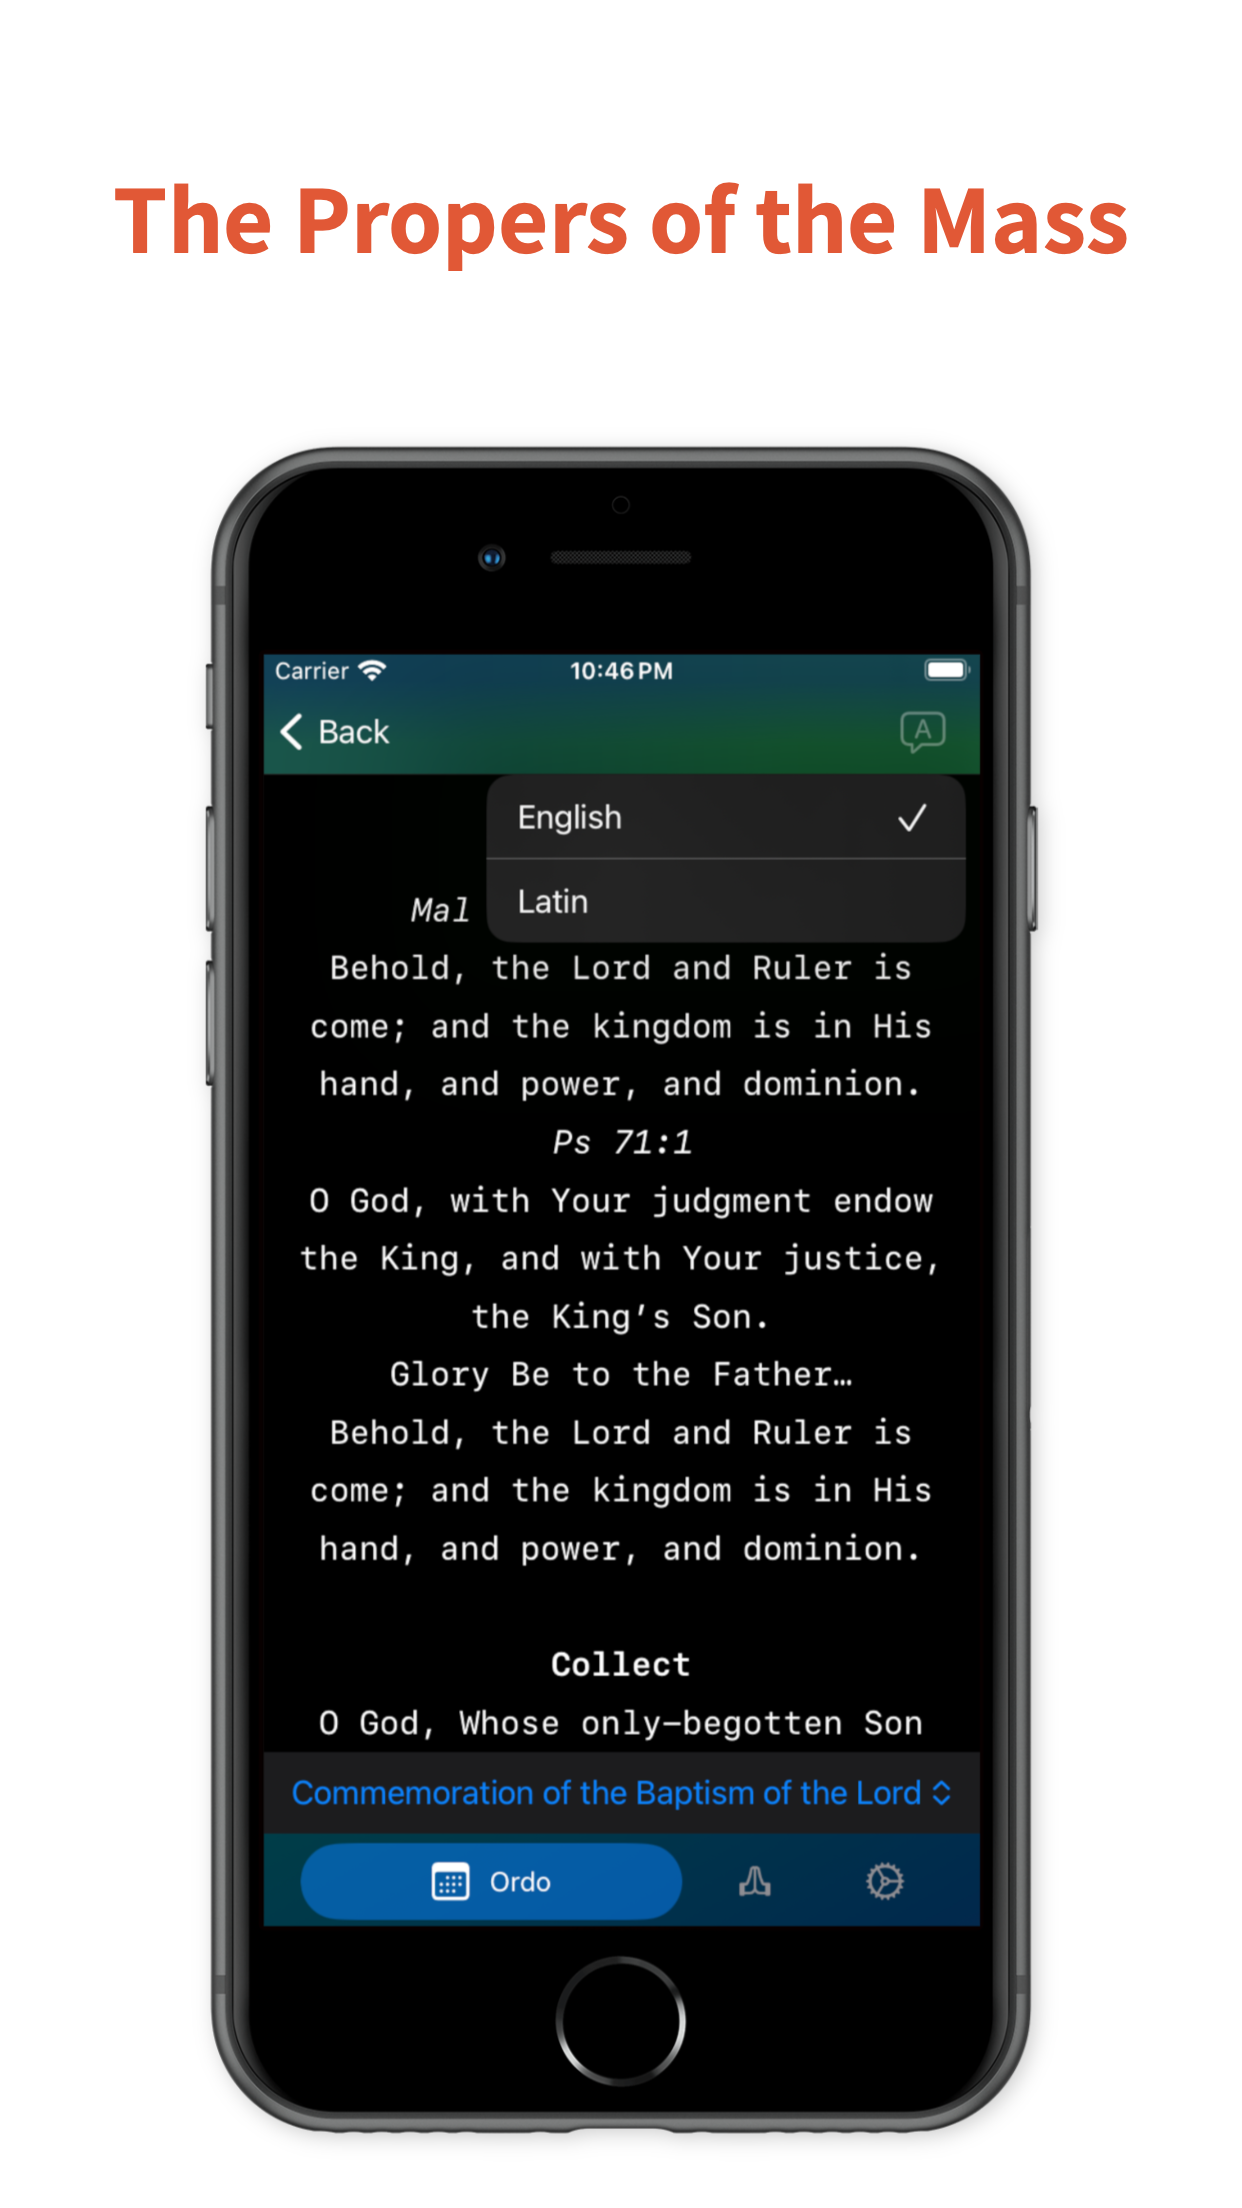 The Propers of the Mass
Carrier 10:46 PM
Back
A
English
Latin
Mal
Behold, the Lord and Ruler is
come; and the kingdom is in His
hand, and power, and dominion.
Ps 71:1
O God, with Your judgment endow
the King, and with Your justice,
the King’s Son.
Glory Be to the Father…
Behold, the Lord and Ruler is
come; and the kingdom is in His
hand, and power, and dominion.
Collect
O God, Whose only–begotten Son
Commemoration of the Baptism of the Lord
Ordo